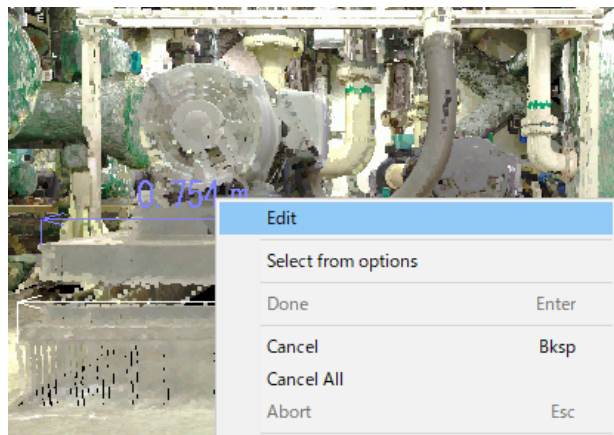 0.754 m
Edit
Select from options
Done Enter
Cancel Bksp
Cancel All
Abort Esc